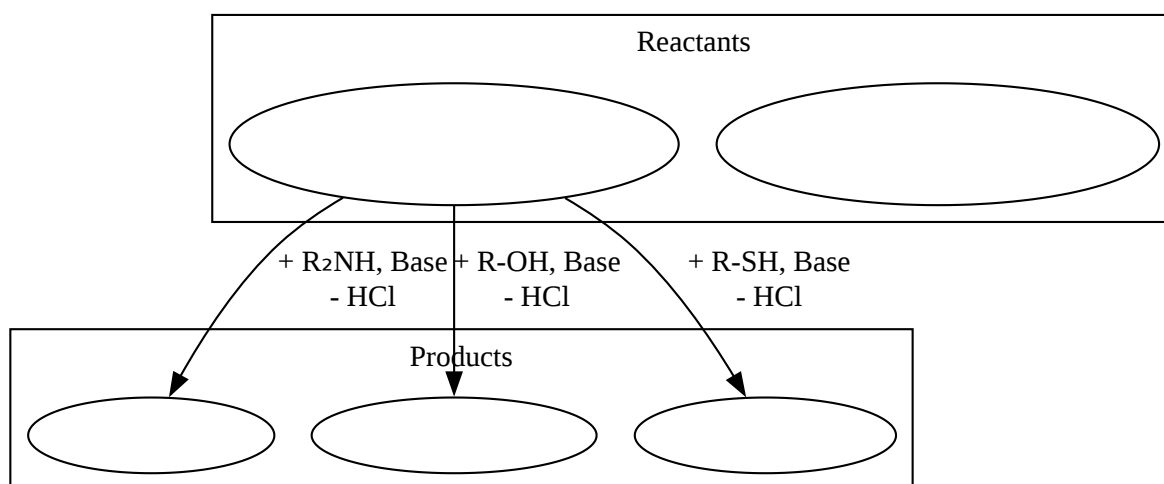 Reactants
+ R₂NH, Base
- HCl
+ R-OH, Base
- HCl
+ R-SH, Base
- HCl
Products